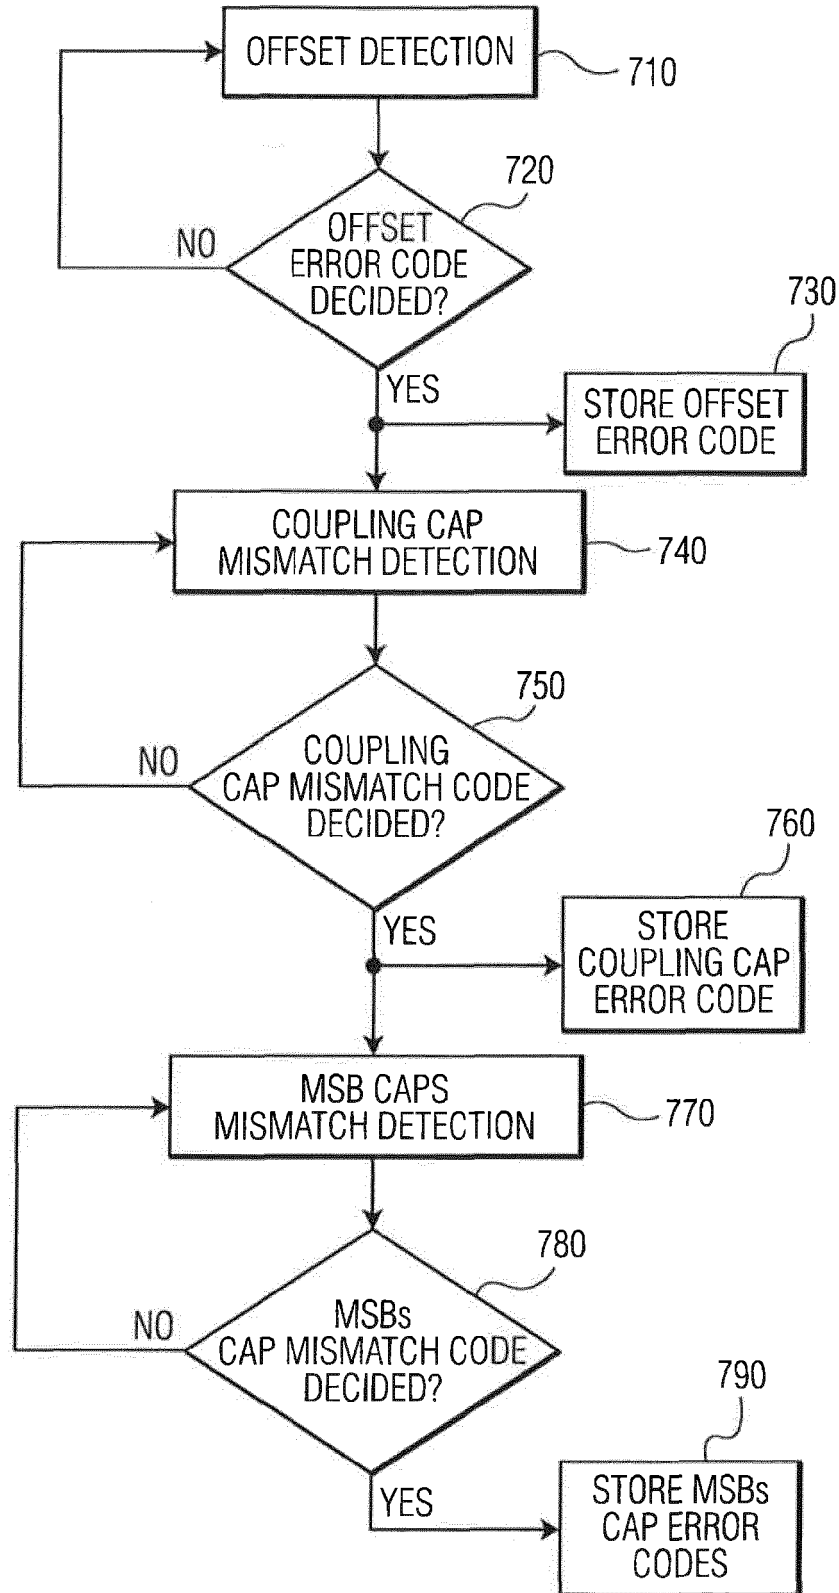 OFFSET DETECTION
710
720
OFFSET
ERROR CODE
DECIDED?
NO
YES
730
STORE OFFSET
ERROR CODE
COUPLING CAP
MISMATCH DETECTION
740
750
COUPLING
CAP MISMATCH CODE
DECIDED?
NO
YES
760
STORE
COUPLING CAP
ERROR CODE
MSB CAPS
MISMATCH DETECTION
770
780
MSBs
CAP MISMATCH CODE
DECIDED?
NO
YES
790
STORE MSBs
CAP ERROR
CODES